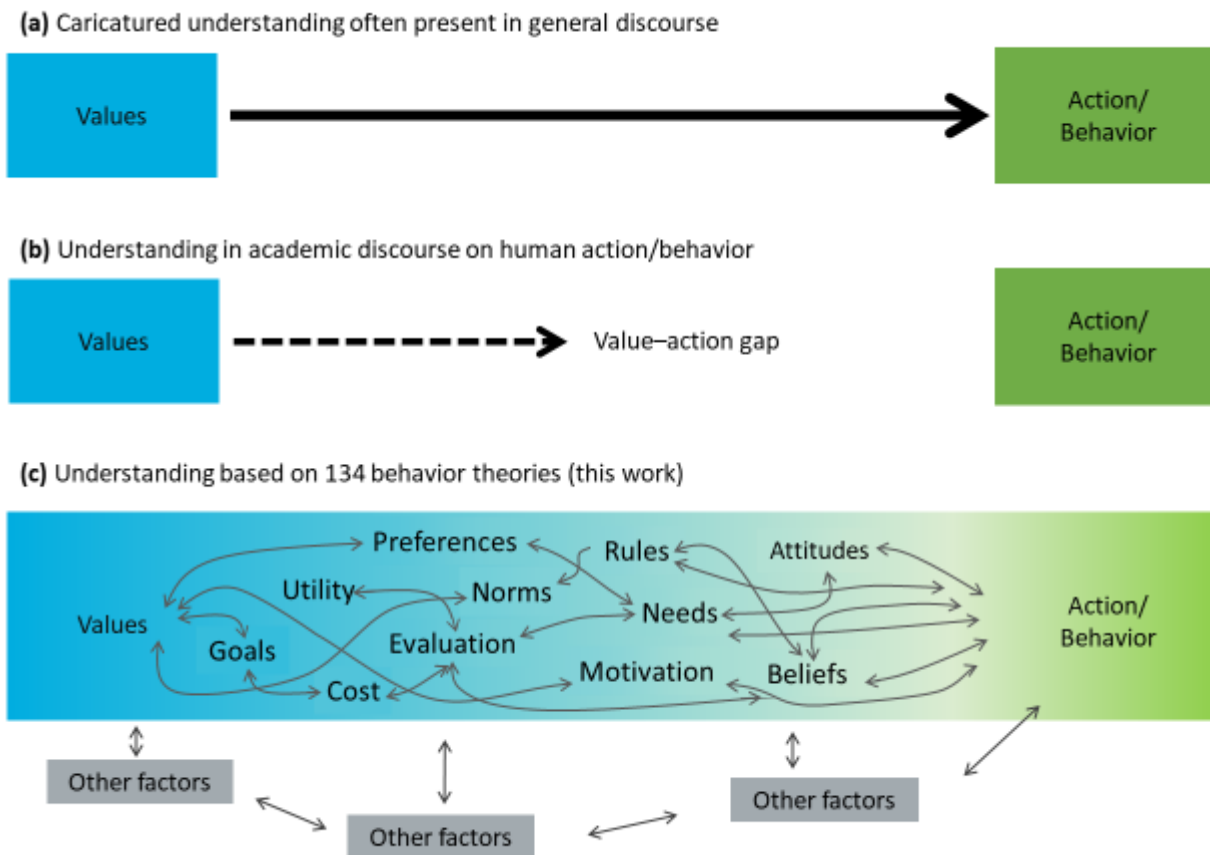 (a) Caricatured understanding often present in general discourse
Values
Action/
Behavior
(b) Understanding in academic discourse on human action/behavior
Values
Value–action gap
Action/
Behavior
(c) Understanding based on 134 behavior theories (this work)
Preferences
Rules
Attitudes
Utility
Norms
Needs
Values
Action/
Behavior
Goals
Evaluation
Motivation
Beliefs
Cost
Other factors
Other factors
Other factors